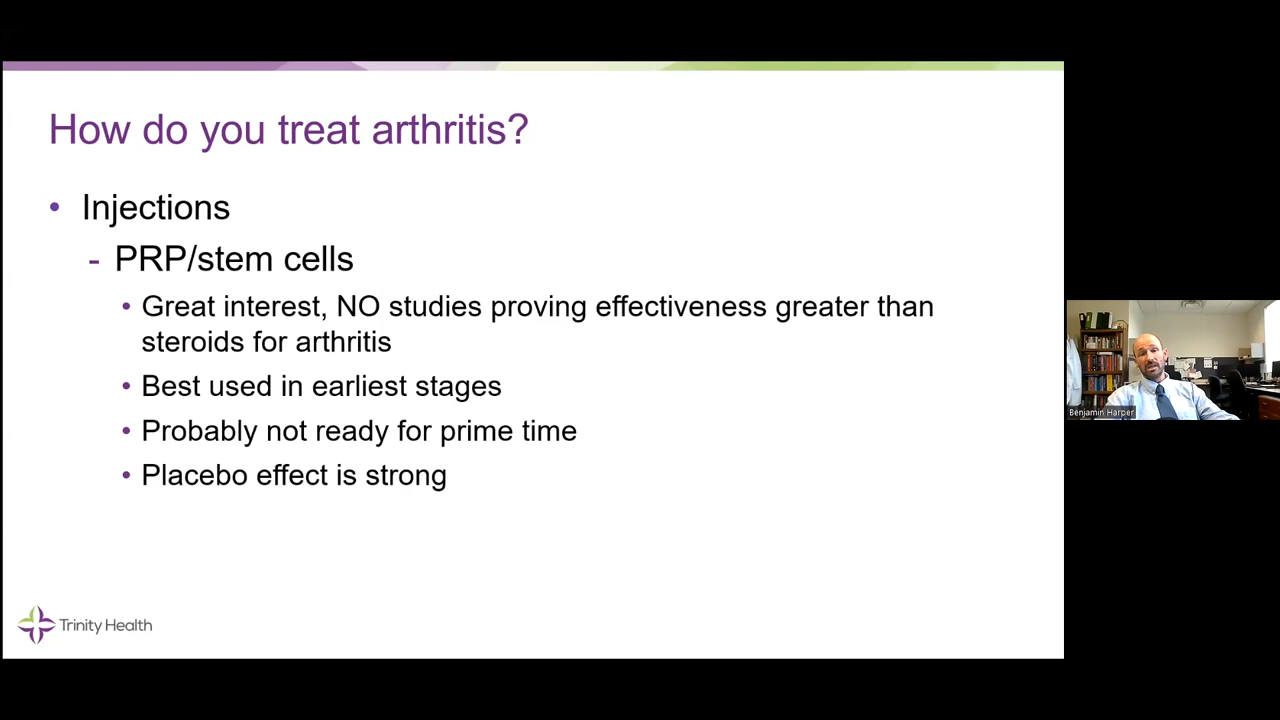 How do you treat arthritis?
• Injections
- PRP/stem cells
• Great interest, NO studies proving effectiveness greater than
steroids for arthritis
• Best used in earliest stages
• Probably not ready for prime time
• Placebo effect is strong
Trinity Health
Benjamin Harper